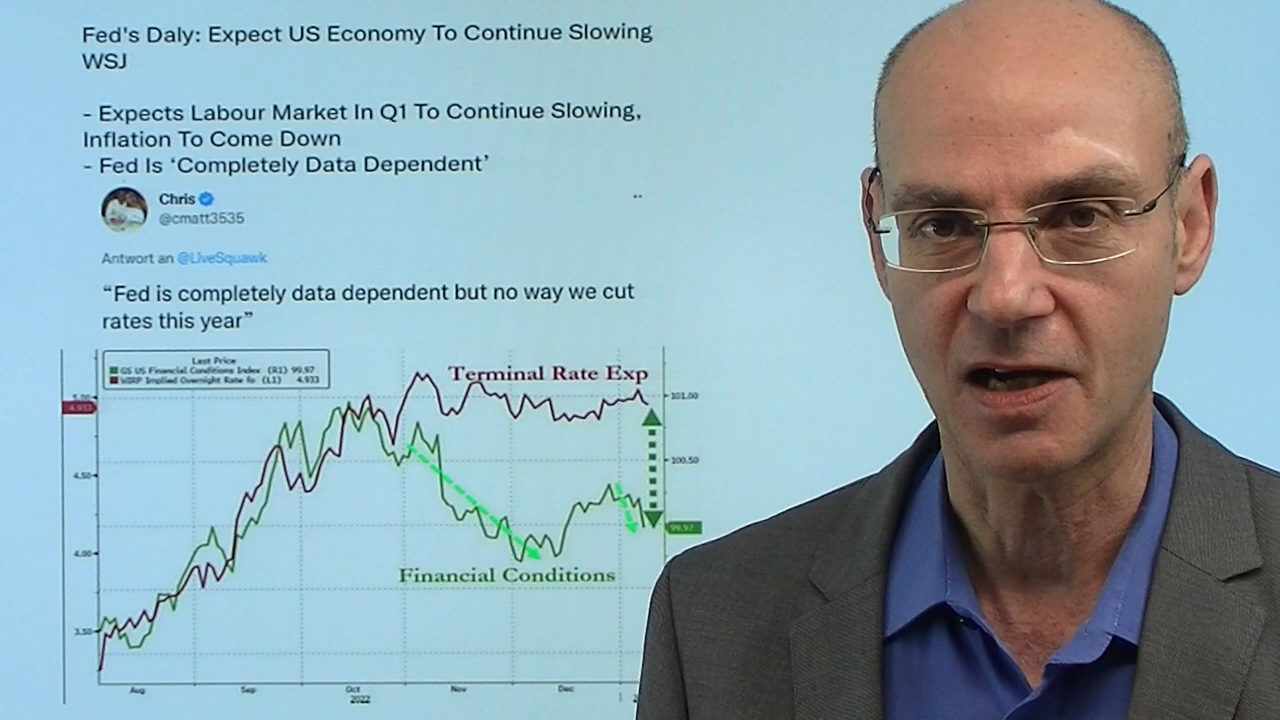 Fed's Daly: Expect US Economy To Continue Slowing
WSJ
- Expects Labour Market In Q1 To Continue Slowing,
Inflation To Come Down
- Fed Is ‘Completely Data Dependent’
Chris
@cmatt3535
Antwort an @LiveSquawk
“Fed is completely data dependent but no way we cut
rates this year”
Last Price
GS US Financial Conditions Index (R1) 99.97
WIRP Implied Overnight Rate fo (L1) 4.933
Terminal Rate Exp
5.00
4.933
101.00
100.50
4.50
99.97
4.00
Financial Conditions
3.50
Aug Sep Oct Nov Dec
2022